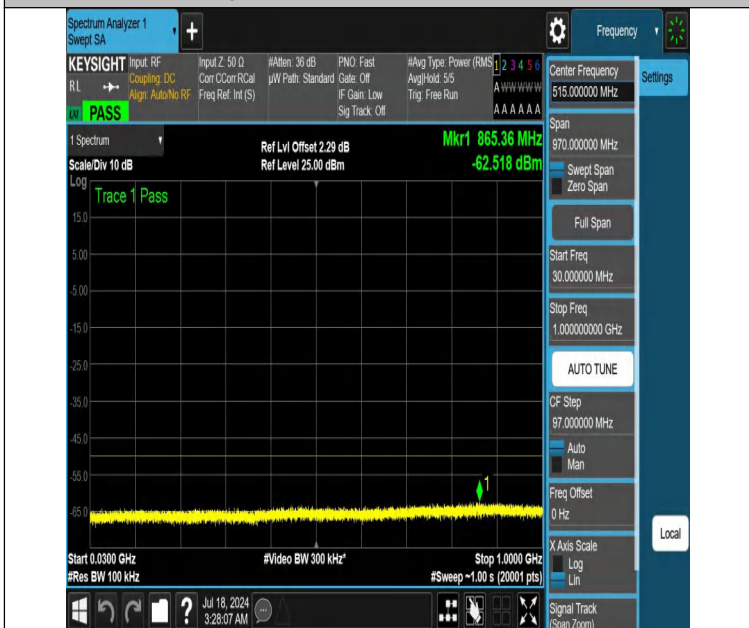 Spectrum Analyzer 1
Swept SA
+
Frequency
KEYSIGHT
RL
PASS
Input: RF
Coupling: DC
Align: Auto/No RF
Input Z: 50 Ω
Corr CCorr RCal
Freq Ref: Int (S)
#Atten: 36 dB
µW Path: Standard
PNO: Fast
Gate: Off
IF Gain: Low
Sig Track: Off
#Avg Type: Power (RMS
Avg|Hold: 5/5
Trig: Free Run
1 2 3 4 5 6
A W W W W W
A A A A A A
1 Spectrum
Scale/Div 10 dB
Ref Lvl Offset 2.29 dB
Ref Level 25.00 dBm
Mkr1 865.36 MHz
-62.518 dBm
Log
Trace 1 Pass
15.0
5.00
-5.00
-15.0
-25.0
-35.0
-45.0
-55.0
-65.0
1
Start 0.0300 GHz
#Res BW 100 kHz
#Video BW 300 kHz*
Stop 1.0000 GHz
#Sweep ~1.00 s (20001 pts)
Jul 18, 2024
3:28:07 AM
?
Center Frequency
515.000000 MHz
Settings
Span
970.000000 MHz
Swept Span
Zero Span
Full Span
Start Freq
30.000000 MHz
Stop Freq
1.000000000 GHz
AUTO TUNE
CF Step
97.000000 MHz
Auto
Man
Freq Offset
0 Hz
X Axis Scale
Log
Lin
Signal Track
(Span Zoom)
Local